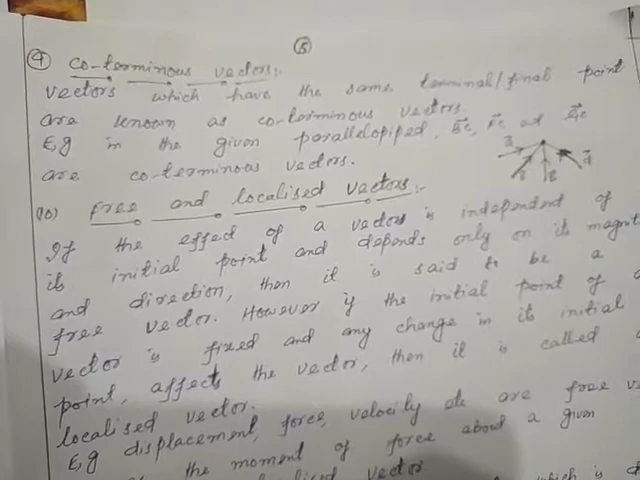 (5)
(9) co-terminous vectors:-
vectors which have the same terminal/final point
are known as co-terminous vectors
E,g in the given parallelopiped,
are co-terminous vectors.
(10) Free and localised vectors:-
If the effect of a vector is independent of
its initial point and depends only on its magnit
and direction, then it is said to be a
free vector. However if the initial point of a
vector is fixed and any change in its initial
point, affects the vector, then it is called a
localised vector.
E,g displacement, force, velocity etc are free ve
the moment of force about a given
vector which is